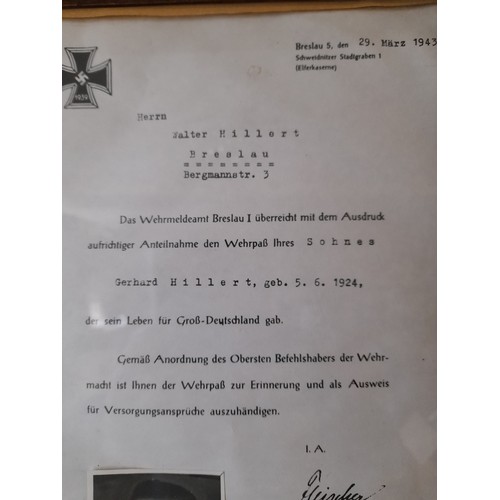 Breslau 5, den 29. März 1943
Schweidnitzer Stadtgraben 1
(Elferkaserne)
1939
Herrn
Walter Hillert
Breslau
= = = = = = = =
Bergmannstr. 3
Das Wehrmeldeamt Breslau I überreicht mit dem Ausdruck
aufrichtiger Anteilnahme den Wehrpaß Ihres Sohnes
Gerhard Hillert, geb. 5. 6. 1924,
der sein Leben für Groß-Deutschland gab.
Gemäß Anordnung des Obersten Befehlshabers der Wehr-
macht ist Ihnen der Wehrpaß zur Erinnerung und als Ausweis
für Versorgungsansprüche auszuhändigen.
I. A.